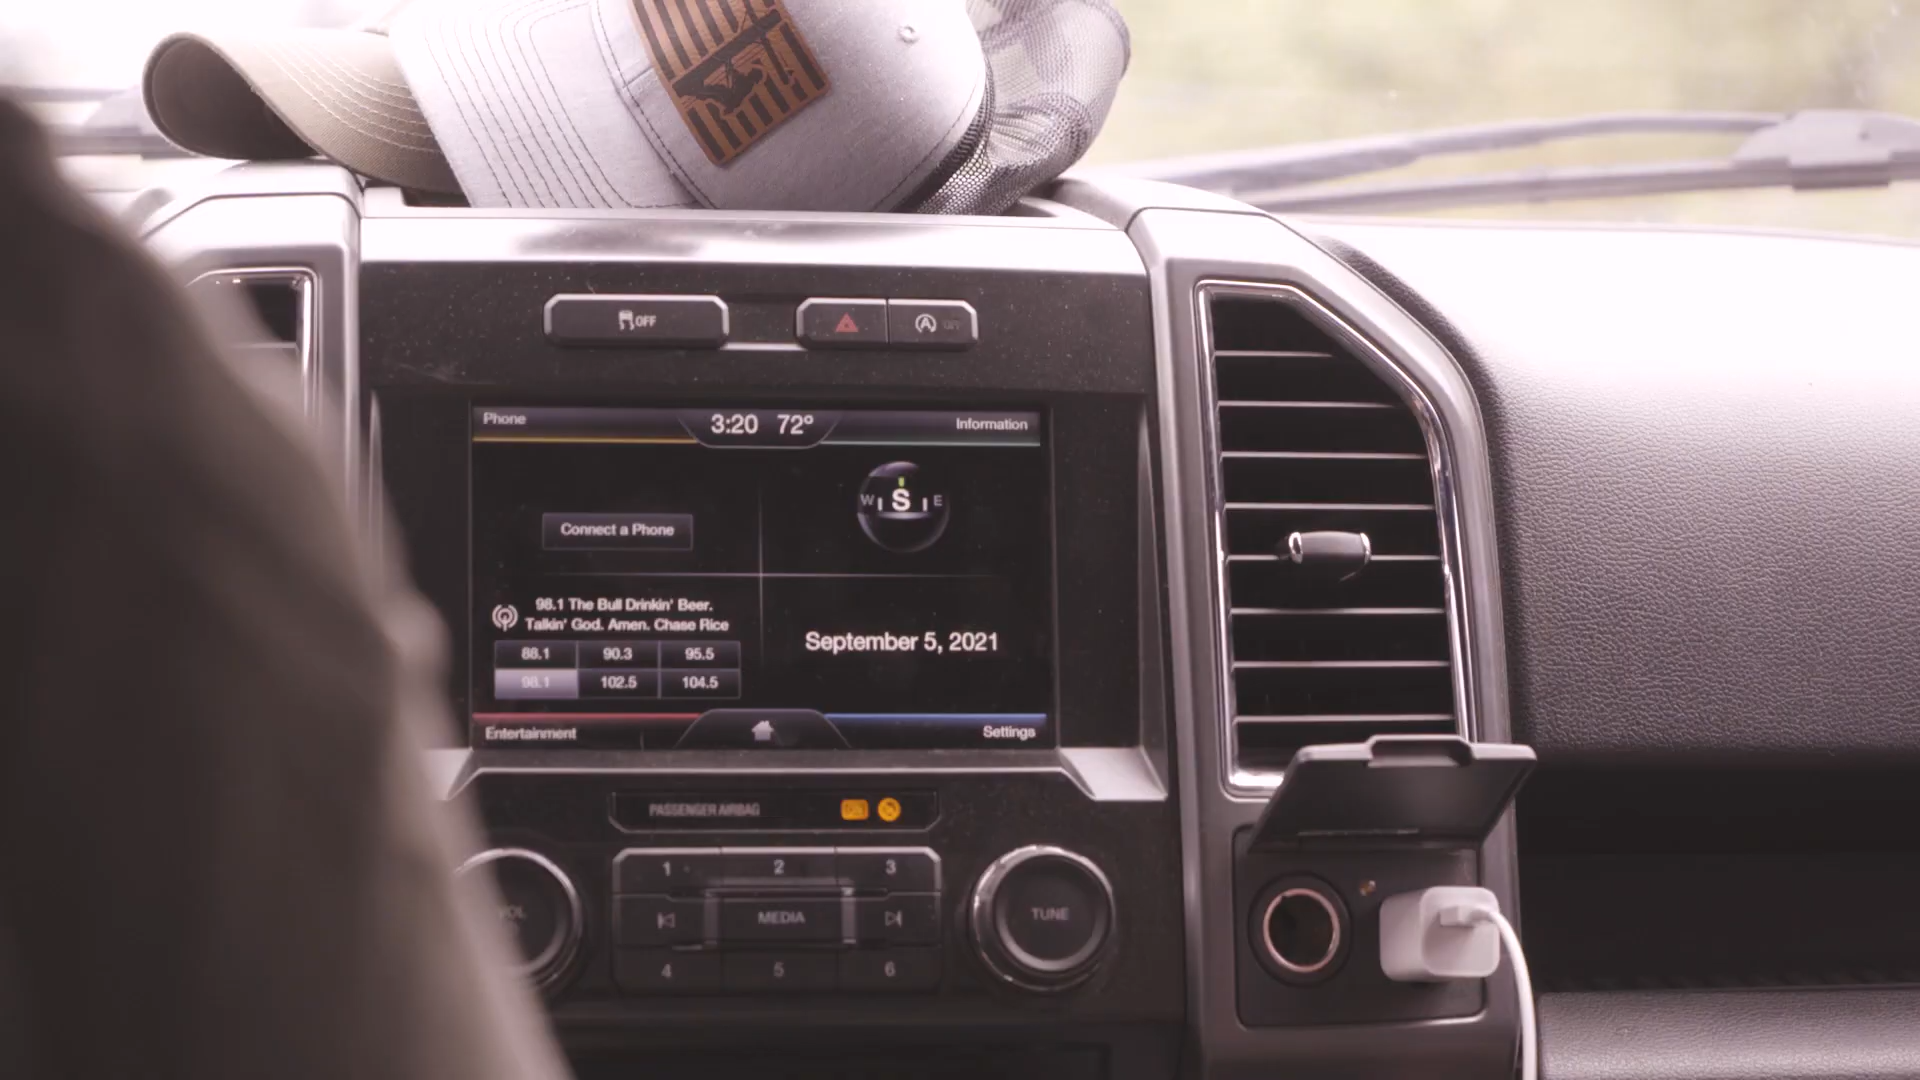 OFF
OFF
Phone
3:20 72°
Information
W S E
Connect a Phone
98.1 The Bull Drinkin' Beer.
Talkin' God. Amen. Chase Rice
88.1 90.3 95.5
98.1 102.5 104.5
September 5, 2021
Entertainment
Settings
PASSENGER AIRBAG
1 2 3
VOL
MEDIA
TUNE
4 5 6